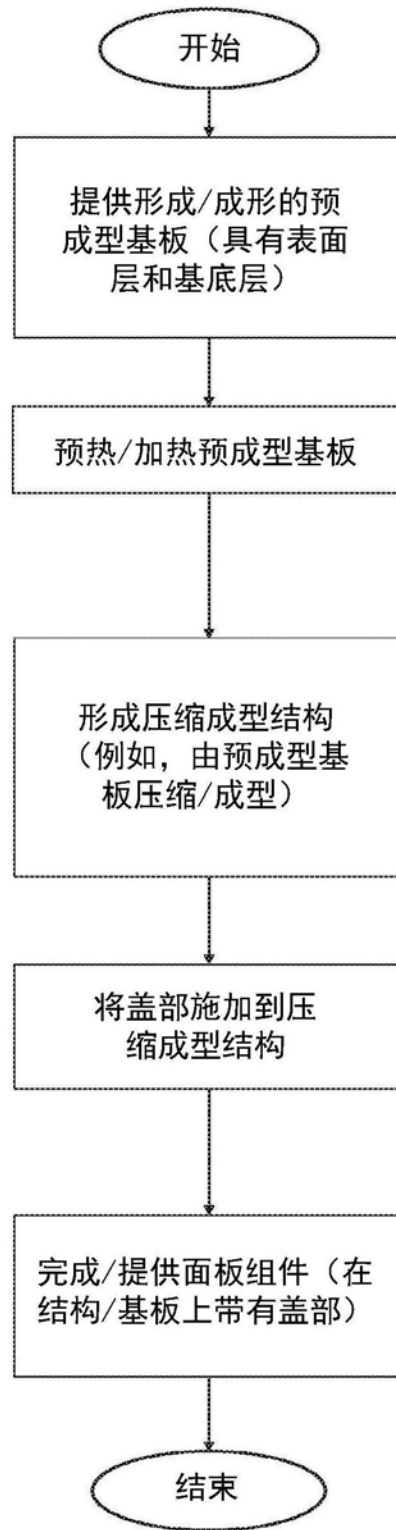 开始
提供形成/成形的预
成型基板（具有表面
层和基底层）
预热/加热预成型基板
形成压缩成型结构
（例如，由预成型基
板压缩/成型）
将盖部施加到压
缩成型结构
完成/提供面板组件（在
结构/基板上带有盖部）
结束